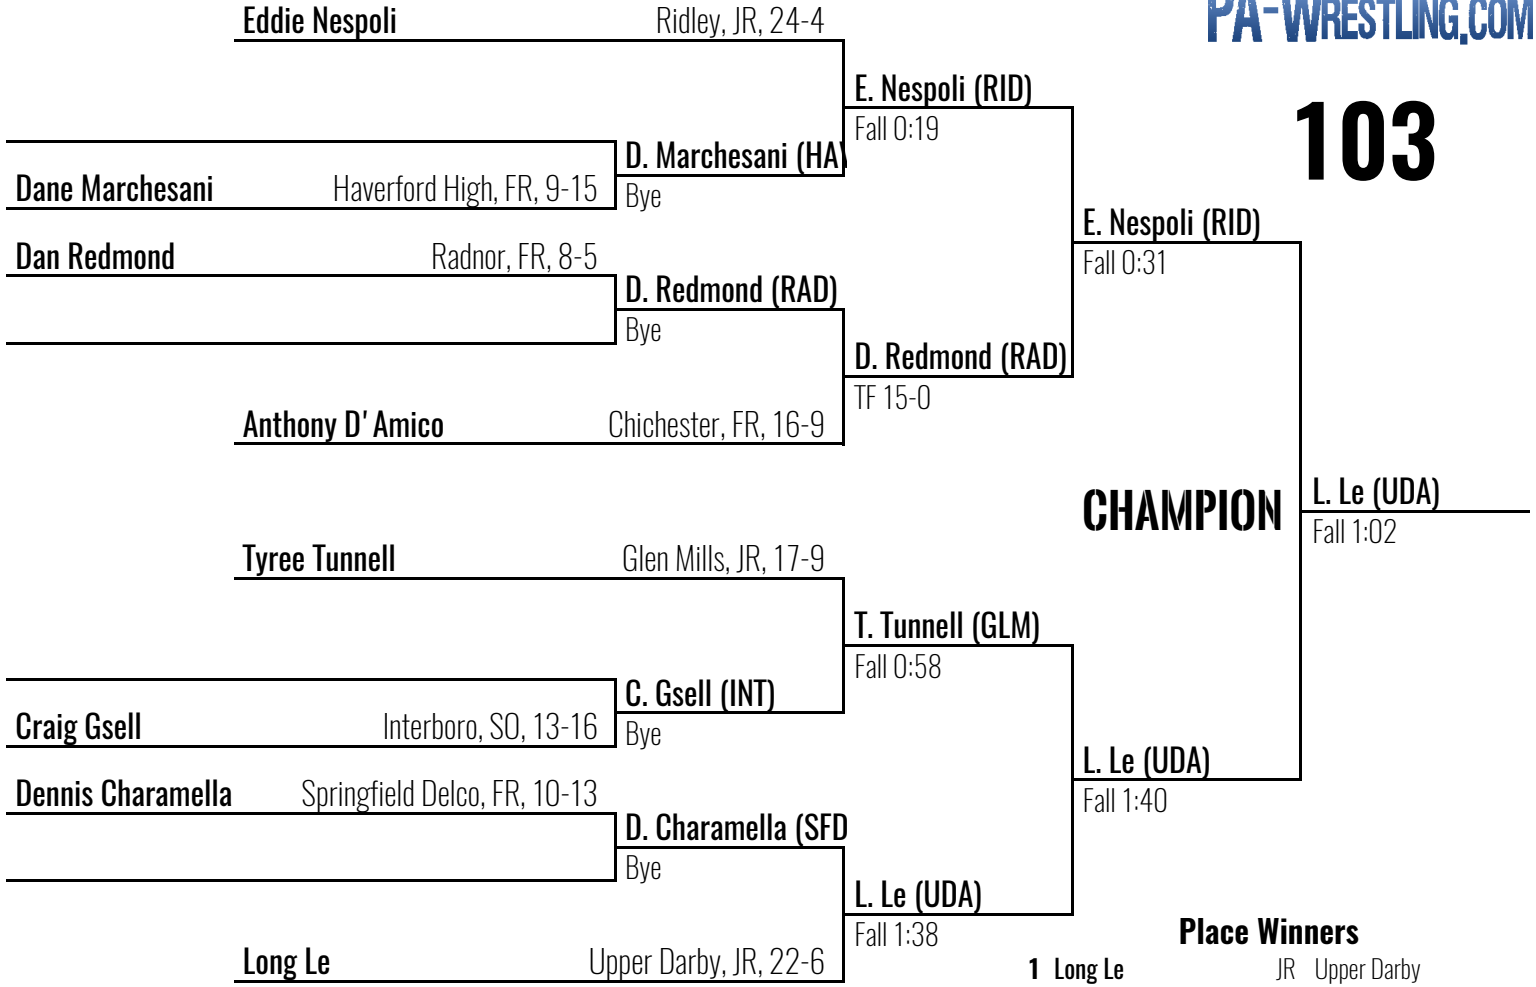 PA-WRESTLING.COM
103
Eddie Nespoli Ridley, JR, 24-4
E. Nespoli (RID)
Fall 0:19
D. Marchesani (HAV
Bye
Dane Marchesani Haverford High, FR, 9-15
E. Nespoli (RID)
Fall 0:31
Dan Redmond Radnor, FR, 8-5
D. Redmond (RAD)
Bye
D. Redmond (RAD)
TF 15-0
Anthony D'Amico Chichester, FR, 16-9
CHAMPION
L. Le (UDA)
Fall 1:02
Tyree Tunnell Glen Mills, JR, 17-9
T. Tunnell (GLM)
Fall 0:58
C. Gsell (INT)
Bye
Craig Gsell Interboro, SO, 13-16
L. Le (UDA)
Fall 1:40
Dennis Charamella Springfield Delco, FR, 10-13
D. Charamella (SFD
Bye
L. Le (UDA)
Fall 1:38
Long Le Upper Darby, JR, 22-6
Place Winners
1 Long Le JR Upper Darby